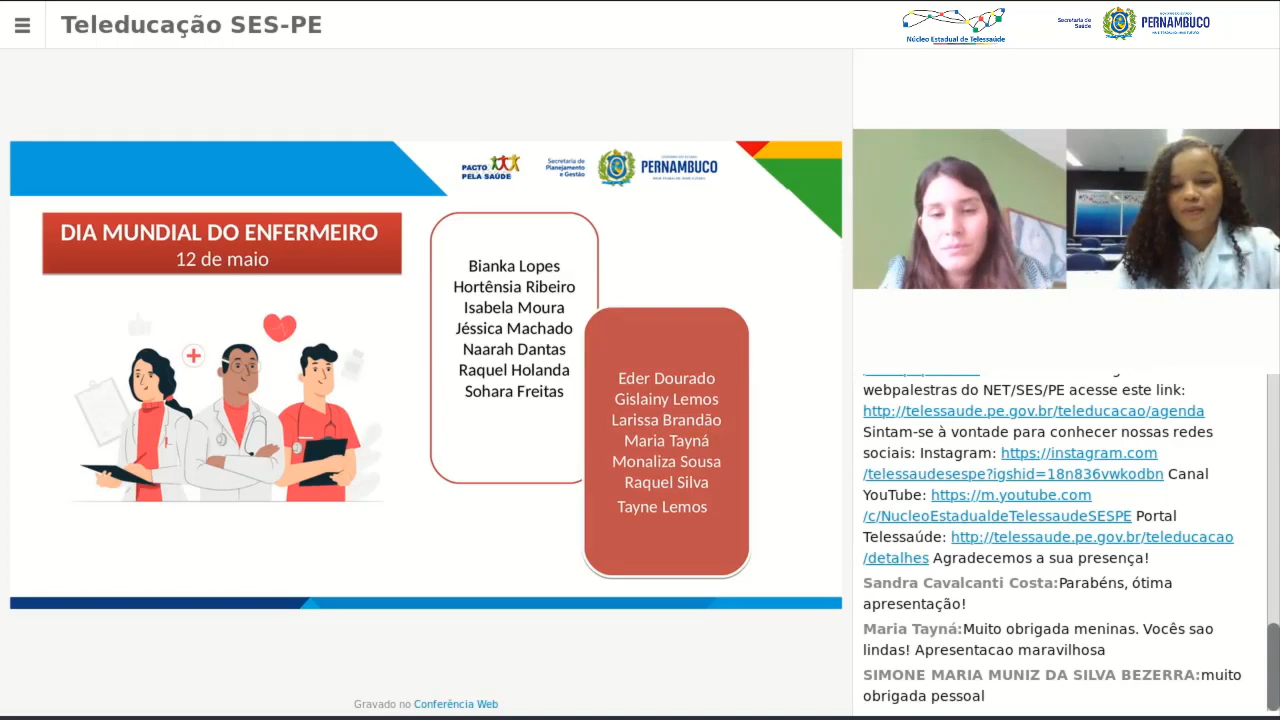 Teleducação SES-PE
Núcleo Estadual de Telessaúde
Secretaria de
Saúde
PERNAMBUCO
PACTO
PELA SAÚDE
Secretaria de
Planejamento
e Gestão
PERNAMBUCO
DIA MUNDIAL DO ENFERMEIRO
12 de maio
Bianka Lopes
Hortênsia Ribeiro
Isabela Moura
Jéssica Machado
Naarah Dantas
Raquel Holanda
Sohara Freitas
Eder Dourado
Gislainy Lemos
Larissa Brandão
Maria Tayná
Monaliza Sousa
Raquel Silva
Tayne Lemos
webpalestras do NET/SES/PE acesse este link:
http://telessaude.pe.gov.br/teleducacao/agenda
Sintam-se à vontade para conhecer nossas redes
sociais: Instagram: https://instagram.com
/telessaudesespe?igshid=18n836vwkodbn Canal
YouTube: https://m.youtube.com
/c/NucleoEstadualdeTelessaudeSESPE Portal
Telessaúde: http://telessaude.pe.gov.br/teleducacao
/detalhes Agradecemos a sua presença!
Sandra Cavalcanti Costa:Parabéns, ótima
apresentação!
Maria Tayná:Muito obrigada meninas. Vocês sao
lindas! Apresentacao maravilhosa
SIMONE MARIA MUNIZ DA SILVA BEZERRA:muito
obrigada pessoal
Gravado no Conferência Web